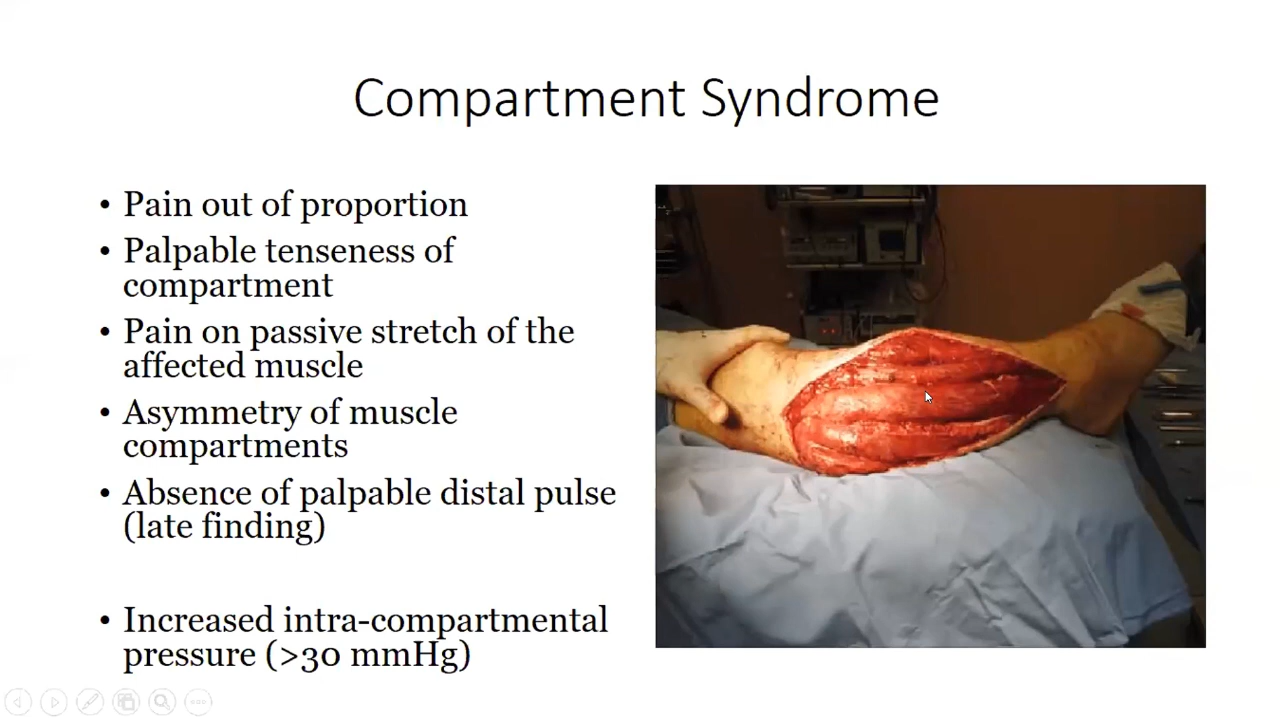 Compartment Syndrome
• Pain out of proportion
• Palpable tenseness of
compartment
• Pain on passive stretch of the
affected muscle
• Asymmetry of muscle
compartments
• Absence of palpable distal pulse
(late finding)
• Increased intra-compartmental
pressure (>30 mmHg)